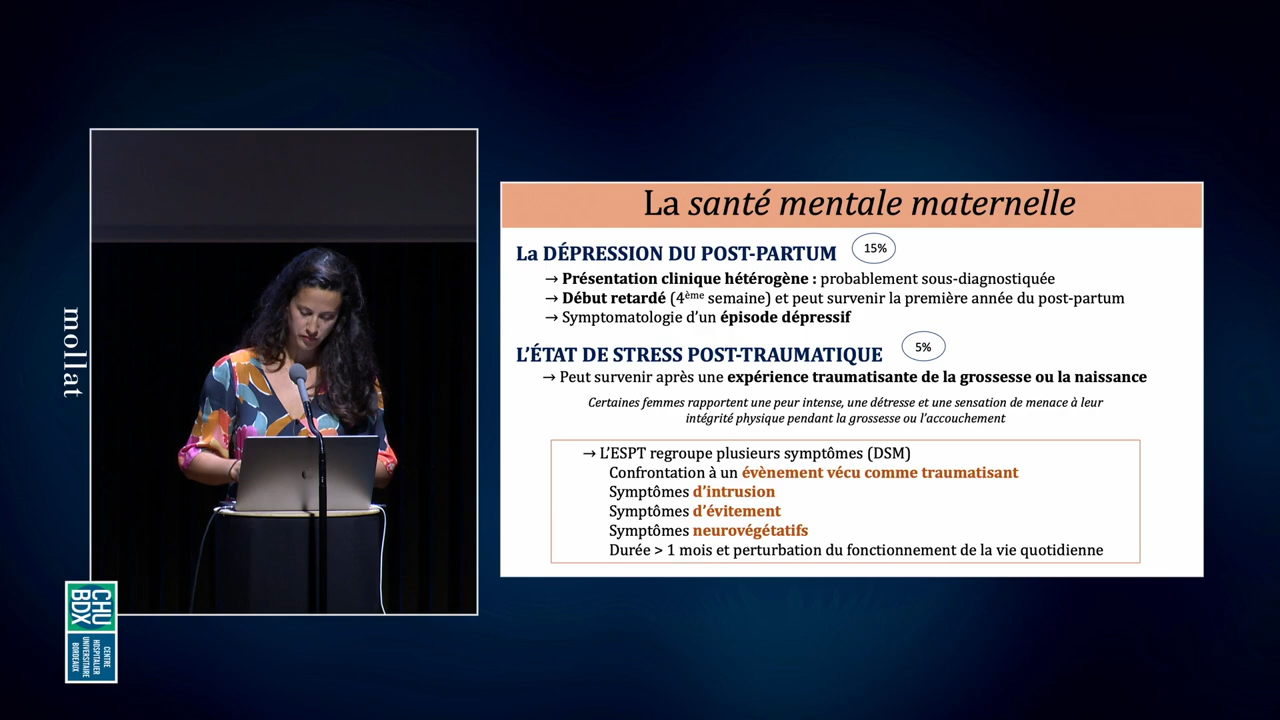 mollat
CHU
BDX
CENTRE
HOSPITALIER
UNIVERSITAIRE
BORDEAUX
La santé mentale maternelle
La DÉPRESSION DU POST-PARTUM 15%
→ Présentation clinique hétérogène : probablement sous-diagnostiquée
→ Début retardé (4ème semaine) et peut survenir la première année du post-partum
→ Symptomatologie d’un épisode dépressif
L’ÉTAT DE STRESS POST-TRAUMATIQUE 5%
→ Peut survenir après une expérience traumatisante de la grossesse ou la naissance
Certaines femmes rapportent une peur intense, une détresse et une sensation de menace à leur
intégrité physique pendant la grossesse ou l’accouchement
→ L’ESPT regroupe plusieurs symptômes (DSM)
Confrontation à un évènement vécu comme traumatisant
Symptômes d’intrusion
Symptômes d’évitement
Symptômes neurovégétatifs
Durée > 1 mois et perturbation du fonctionnement de la vie quotidienne